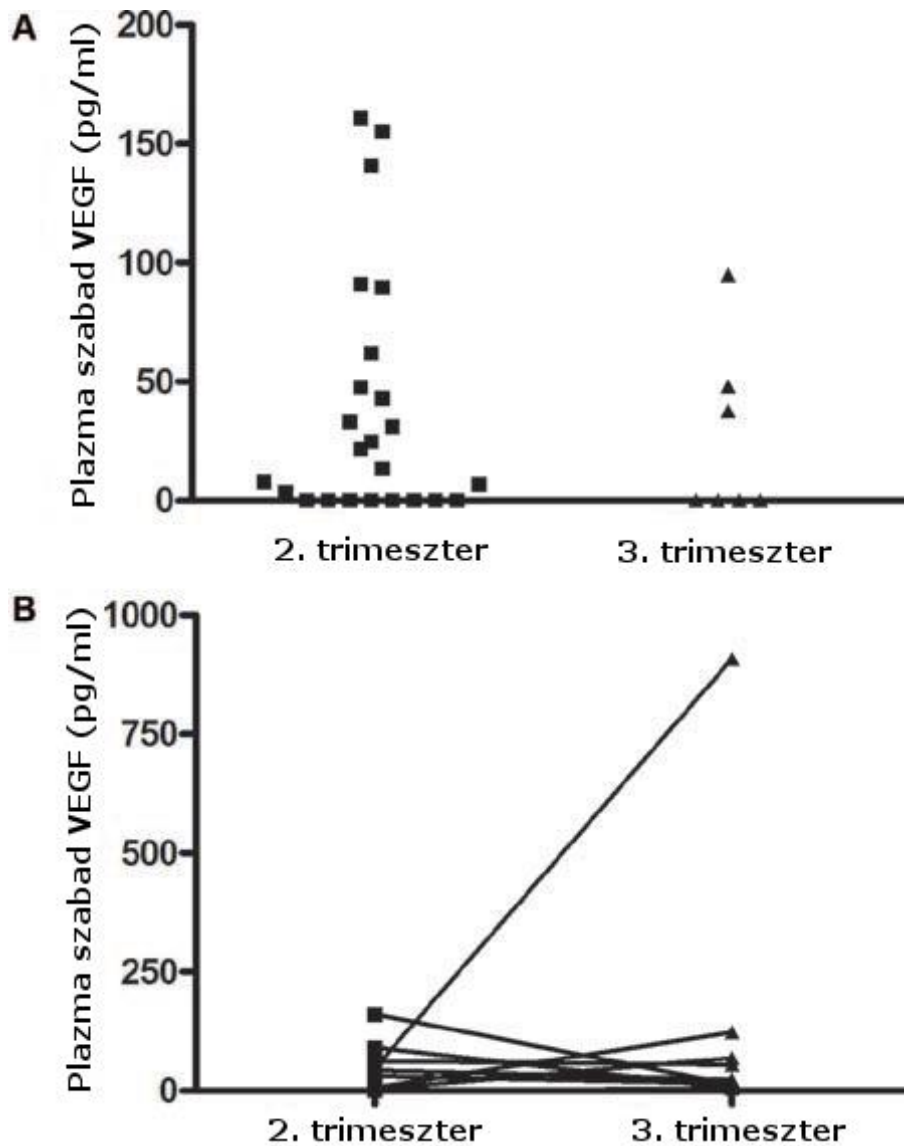 A
Plazma szabad VEGF (pg/ml)
200
150
100
50
0
2. trimeszter
3. trimeszter
B
Plazma szabad VEGF (pg/ml)
1000
750
500
250
0
2. trimeszter
3. trimeszter